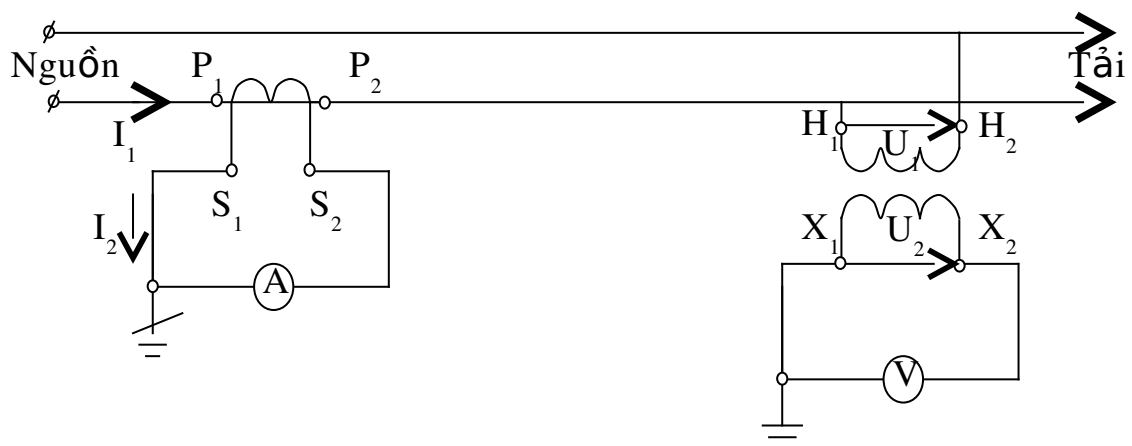 Nguồn P₁ P₂ Tải
I₁ H₁ U₁ H₂
S₁ S₂
I₂ X₁ U₂ X₂
A
V